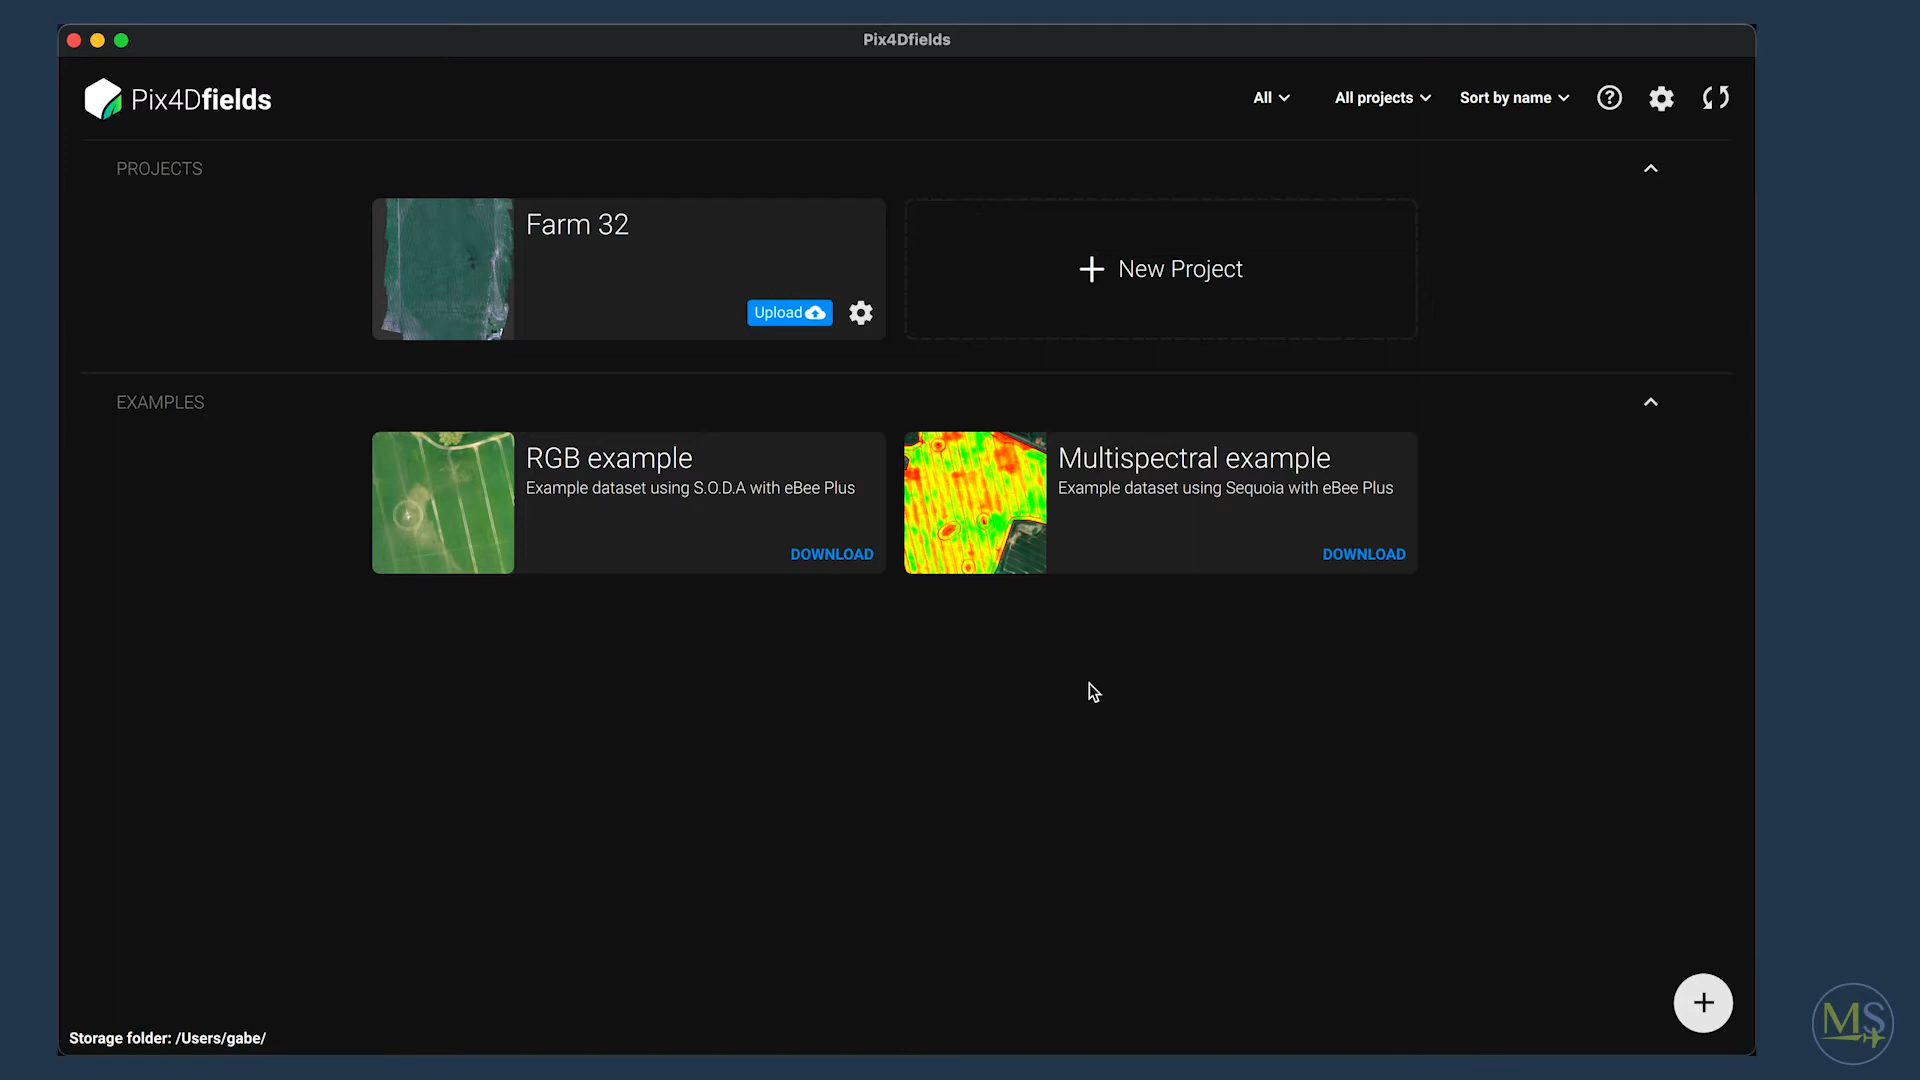 Pix4Dfields
Pix4Dfields
All
All projects
Sort by name
PROJECTS
Farm 32
Upload
New Project
EXAMPLES
RGB example
Example dataset using S.O.D.A with eBee Plus
DOWNLOAD
Multispectral example
Example dataset using Sequoia with eBee Plus
DOWNLOAD
Storage folder: /Users/gabe/
MS